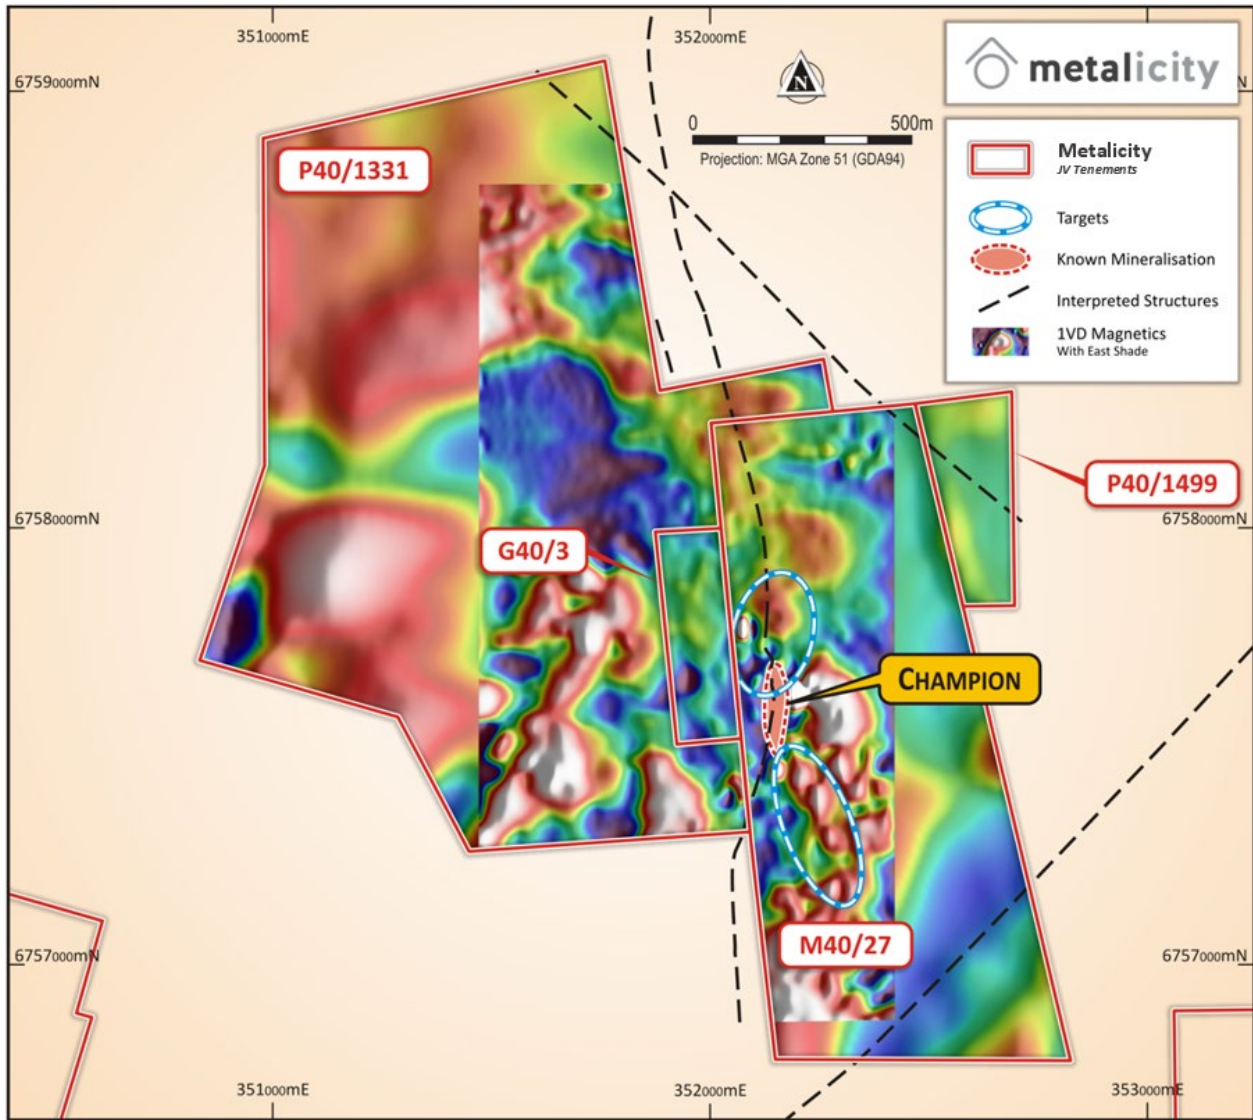 351000mE
352000mE
6759000mN
N
metalicity
N
0
500m
Projection: MGA Zone 51 (GDA94)
Metalicity
JV Tenements
Targets
Known Mineralisation
Interpreted Structures
1VD Magnetics
With East Shade
P40/1331
P40/1499
6758000mN
6758000mN
G40/3
CHAMPION
M40/27
6757000mN
6757000mN
351000mE
352000mE
353000mE